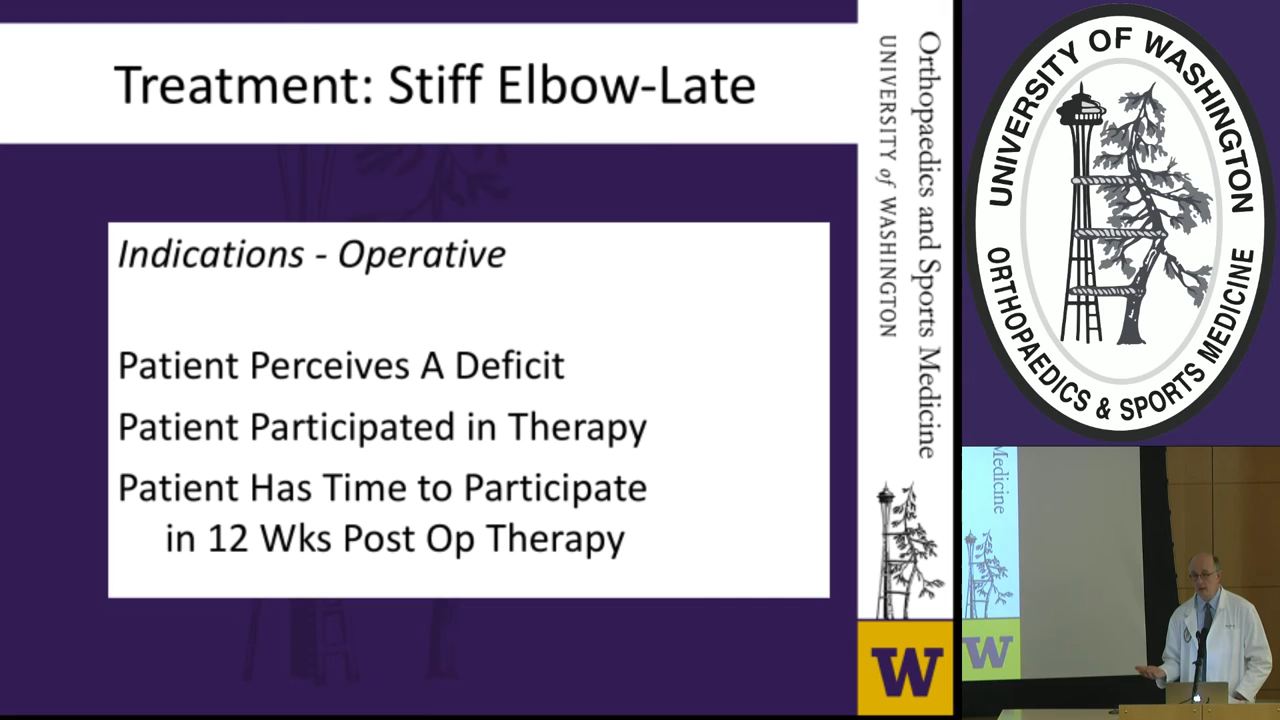 Treatment: Stiff Elbow-Late
Indications - Operative
Patient Perceives A Deficit
Patient Participated in Therapy
Patient Has Time to Participate
in 12 Wks Post Op Therapy
Orthopaedics and Sports Medicine
UNIVERSITY of WASHINGTON
W
UNIVERSITY OF WASHINGTON
ORTHOPAEDICS & SPORTS MEDICINE
Medicine
W